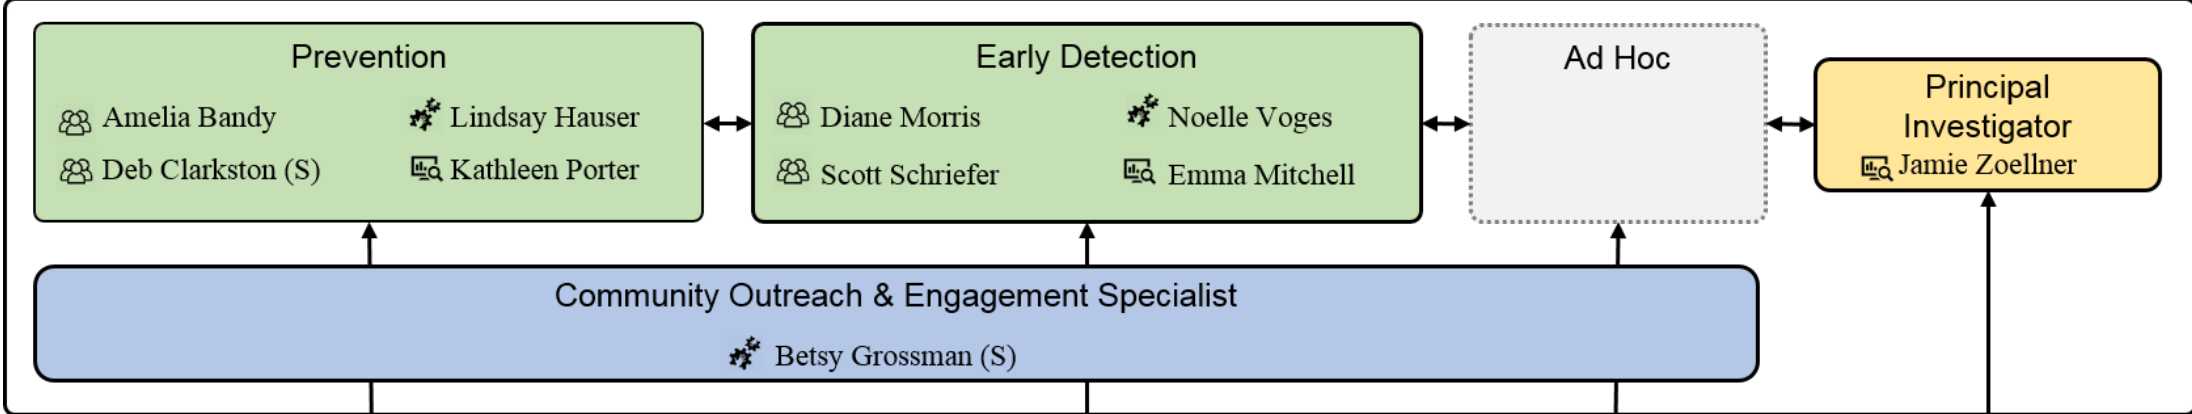 Prevention
Amelia Bandy
Lindsay Hauser
Deb Clarkston (S)
Kathleen Porter
Early Detection
Diane Morris
Noelle Voges
Scott Schriefer
Emma Mitchell
Ad Hoc
Principal
Investigator
Jamie Zoellner
Community Outreach & Engagement Specialist
Betsy Grossman (S)